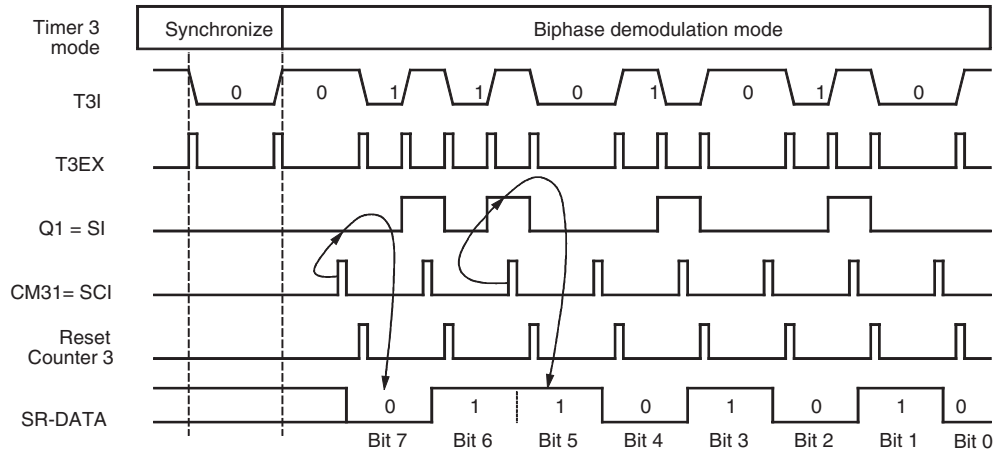 Timer 3
mode
Synchronize
Biphase demodulation mode
T3I
0 0 1 1 0 1 0 1 0
T3EX
Q1 = SI
CM31= SCI
Reset
Counter 3
SR-DATA
0 1 1 0 1 0 1 0
Bit 7 Bit 6 Bit 5 Bit 4 Bit 3 Bit 2 Bit 1 Bit 0